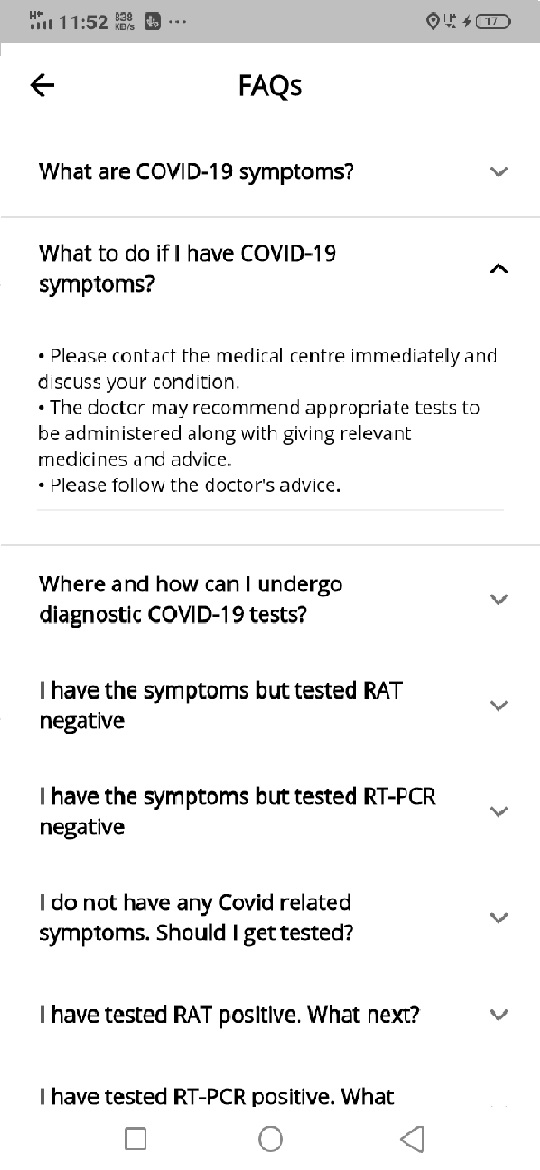 H+ 11:52 838 KB/s ... 17
FAQs
What are COVID-19 symptoms?
What to do if I have COVID-19
symptoms?
• Please contact the medical centre immediately and
discuss your condition.
• The doctor may recommend appropriate tests to
be administered along with giving relevant
medicines and advice.
• Please follow the doctor's advice.
Where and how can I undergo
diagnostic COVID-19 tests?
I have the symptoms but tested RAT
negative
I have the symptoms but tested RT-PCR
negative
I do not have any Covid related
symptoms. Should I get tested?
I have tested RAT positive. What next?
I have tested RT-PCR positive. What